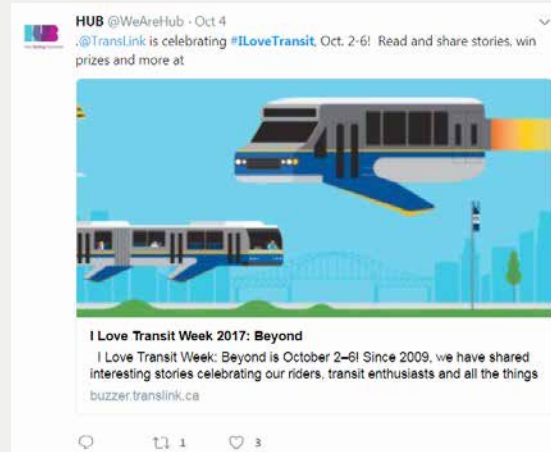 HUB @WeAreHub · Oct 4
.@TransLink is celebrating #ILoveTransit, Oct. 2-6! Read and share stories, win
prizes and more at
HUB
I Love Transit Week 2017: Beyond
I Love Transit Week: Beyond is October 2–6! Since 2009, we have shared
interesting stories celebrating our riders, transit enthusiasts and all the things
buzzer.translink.ca
1
3